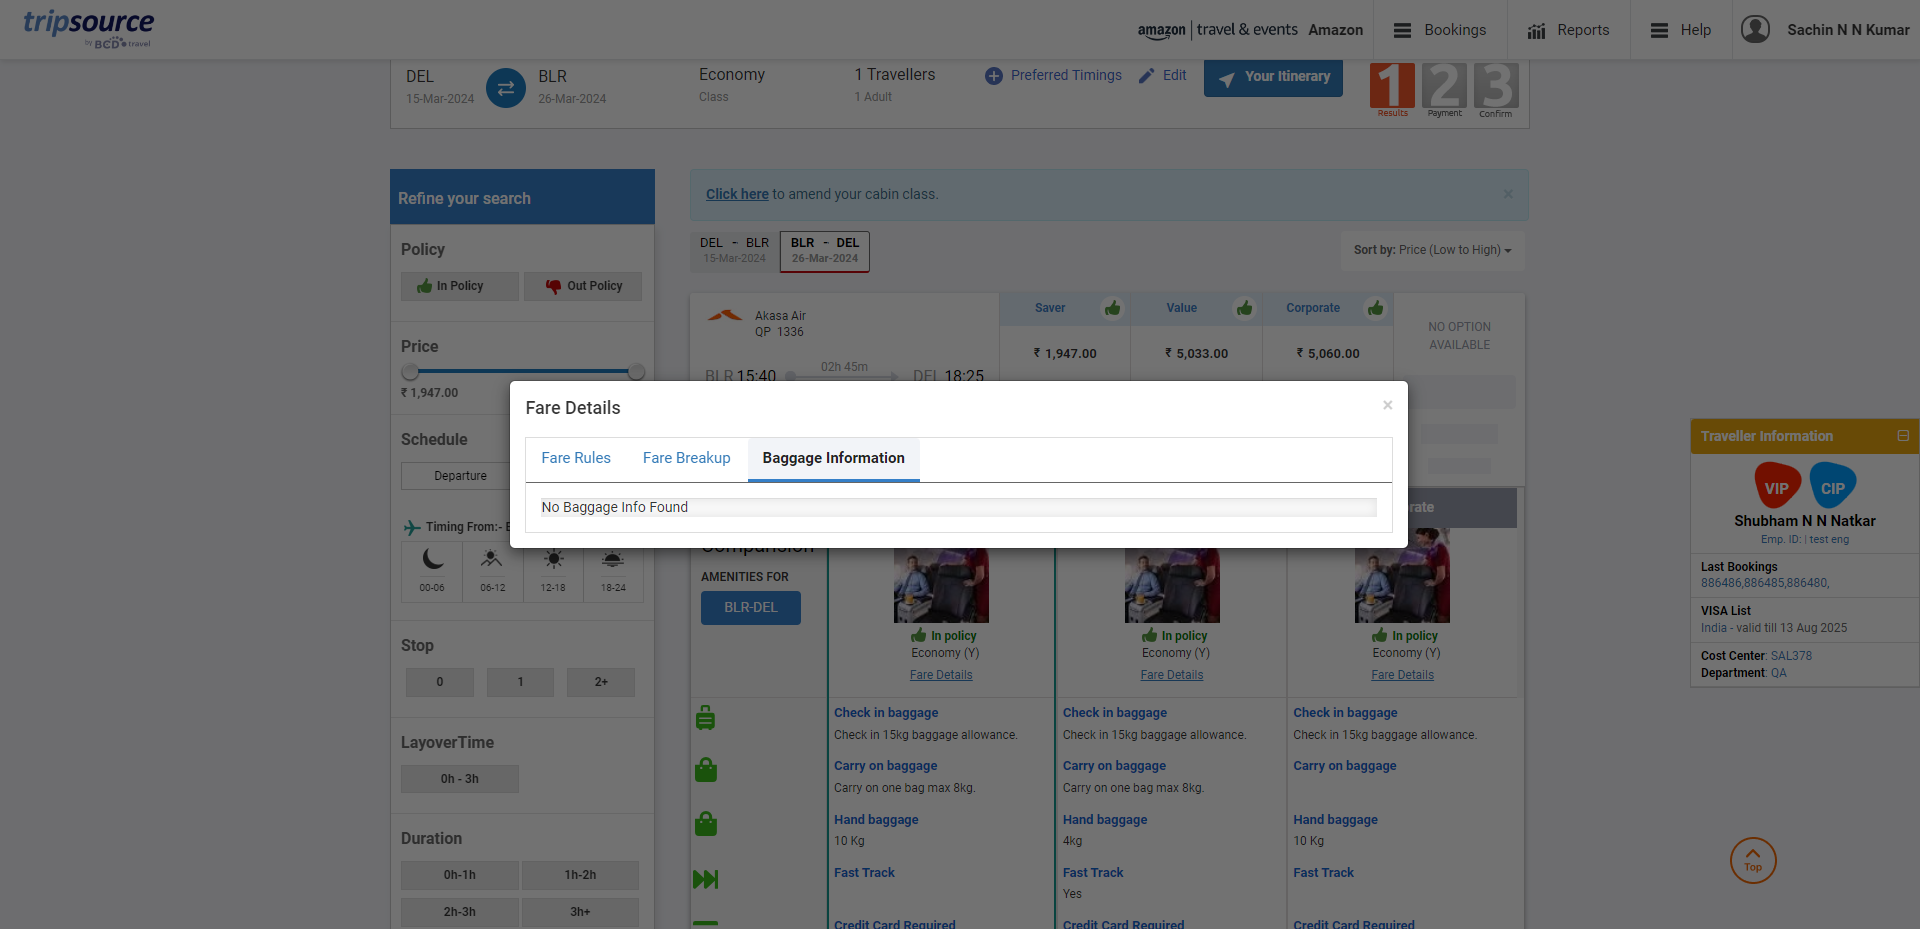 tripsource
by BCD travel
amazon | travel & events Amazon
Bookings
Reports
Help
Sachin N N Kumar
DEL
15-Mar-2024
BLR
26-Mar-2024
Economy
Class
1 Travellers
1 Adult
Preferred Timings
Edit
Your Itinerary
1
Results
2
Payment
3
Confirm
Refine your search
Policy
In Policy
Out Policy
Price
₹ 1,947.00
Schedule
Departure
Timing From:-
00-06
06-12
12-18
18-24
Stop
0
1
2+
LayoverTime
0h - 3h
Duration
0h-1h
1h-2h
2h-3h
3h+
Click here to amend your cabin class.
×
DEL - BLR
15-Mar-2024
BLR - DEL
26-Mar-2024
Sort by: Price (Low to High)
Akasa Air
QP 1336
BLR 15:40
02h 45m
DEL 18:25
Saver
₹ 1,947.00
Value
₹ 5,033.00
Corporate
₹ 5,060.00
NO OPTION
AVAILABLE
Fare Details
×
Fare Rules
Fare Breakup
Baggage Information
No Baggage Info Found
AMENITIES FOR
BLR-DEL
In policy
Economy (Y)
Fare Details
In policy
Economy (Y)
Fare Details
In policy
Economy (Y)
Fare Details
Check in baggage
Check in 15kg baggage allowance.
Check in baggage
Check in 15kg baggage allowance.
Check in baggage
Check in 15kg baggage allowance.
Carry on baggage
Carry on one bag max 8kg.
Carry on baggage
Carry on one bag max 8kg.
Carry on baggage
Hand baggage
10 Kg
Hand baggage
4kg
Hand baggage
10 Kg
Fast Track
Fast Track
Yes
Fast Track
Credit Card Required
Credit Card Required
Credit Card Required
Traveller Information
VIP
CIP
Shubham N N Natkar
Emp. ID: | test eng
Last Bookings
886486,886485,886480,
VISA List
India - valid till 13 Aug 2025
Cost Center: SAL378
Department: QA
Top